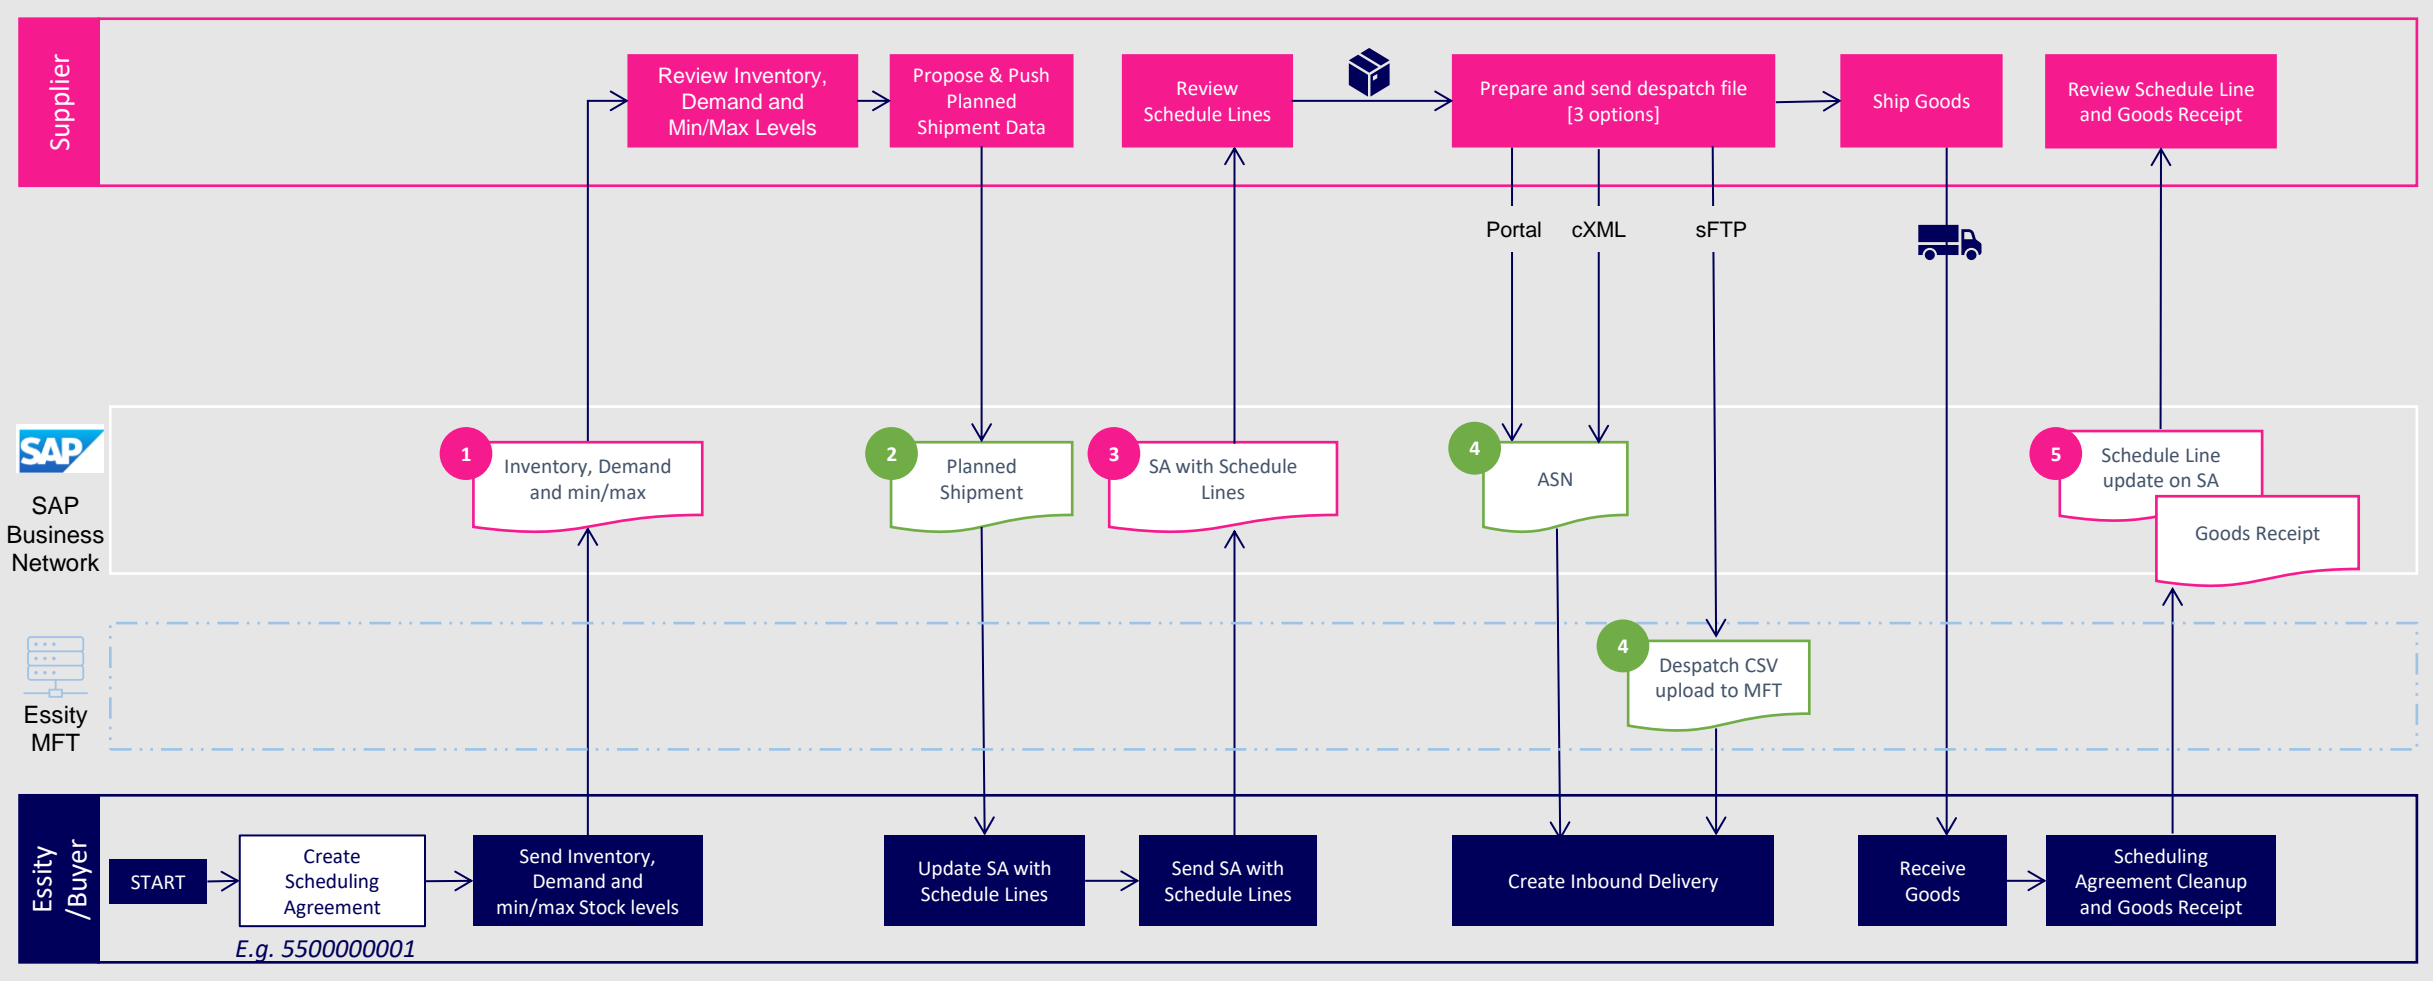 Supplier
Review Inventory,
Demand and
Min/Max Levels
Propose & Push
Planned
Shipment Data
Review
Schedule Lines
Prepare and send despatch file
[3 options]
Ship Goods
Review Schedule Line
and Goods Receipt
Portal
cXML
sFTP
SAP
SAP
Business
Network
1
Inventory, Demand
and min/max
2
Planned
Shipment
3
SA with Schedule
Lines
4
ASN
5
Schedule Line
update on SA
Goods Receipt
Essity
MFT
4
Despatch CSV
upload to MFT
Essity
/Buyer
START
Create
Scheduling
Agreement
E.g. 5500000001
Send Inventory,
Demand and
min/max Stock levels
Update SA with
Schedule Lines
Send SA with
Schedule Lines
Create Inbound Delivery
Receive
Goods
Scheduling
Agreement Cleanup
and Goods Receipt